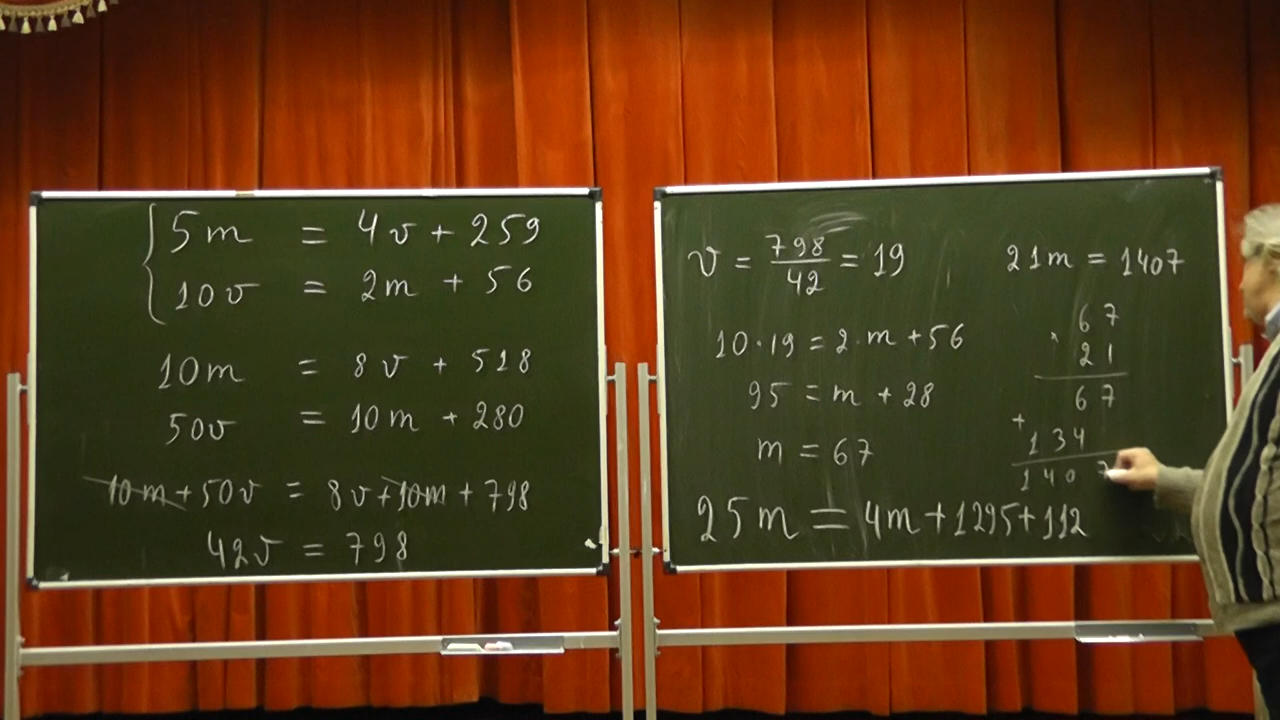 5m = 4v + 259
10v = 2m + 56
10m = 8v + 518
50v = 10m + 280
10m + 50v = 8v + 10m + 798
42v = 798
v = 798/42 = 19
10·19 = 2·m + 56
95 = m + 28
m = 67
25m = 4m + 1295 + 112
21m = 1407
67
× 21
67
+ 134
1407